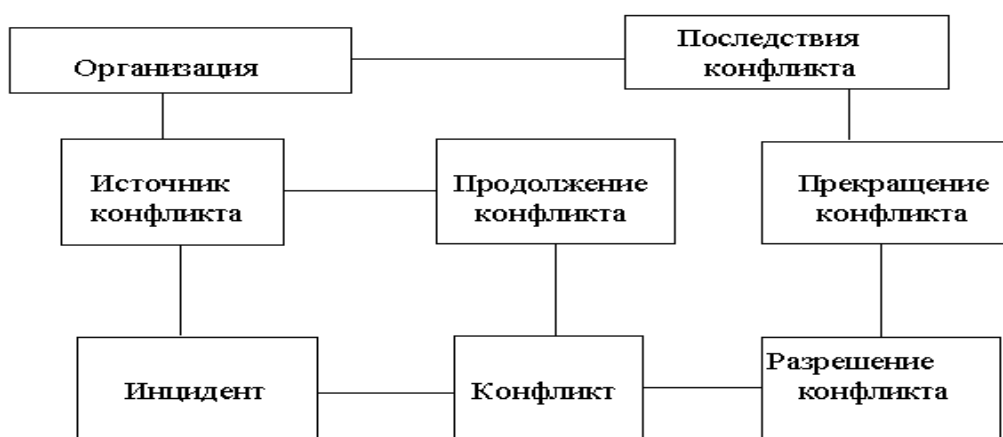 Организация
Последствия
конфликта
Источник
конфликта
Продолжение
конфликта
Прекращение
конфликта
Инцидент
Конфликт
Разрешение
конфликта